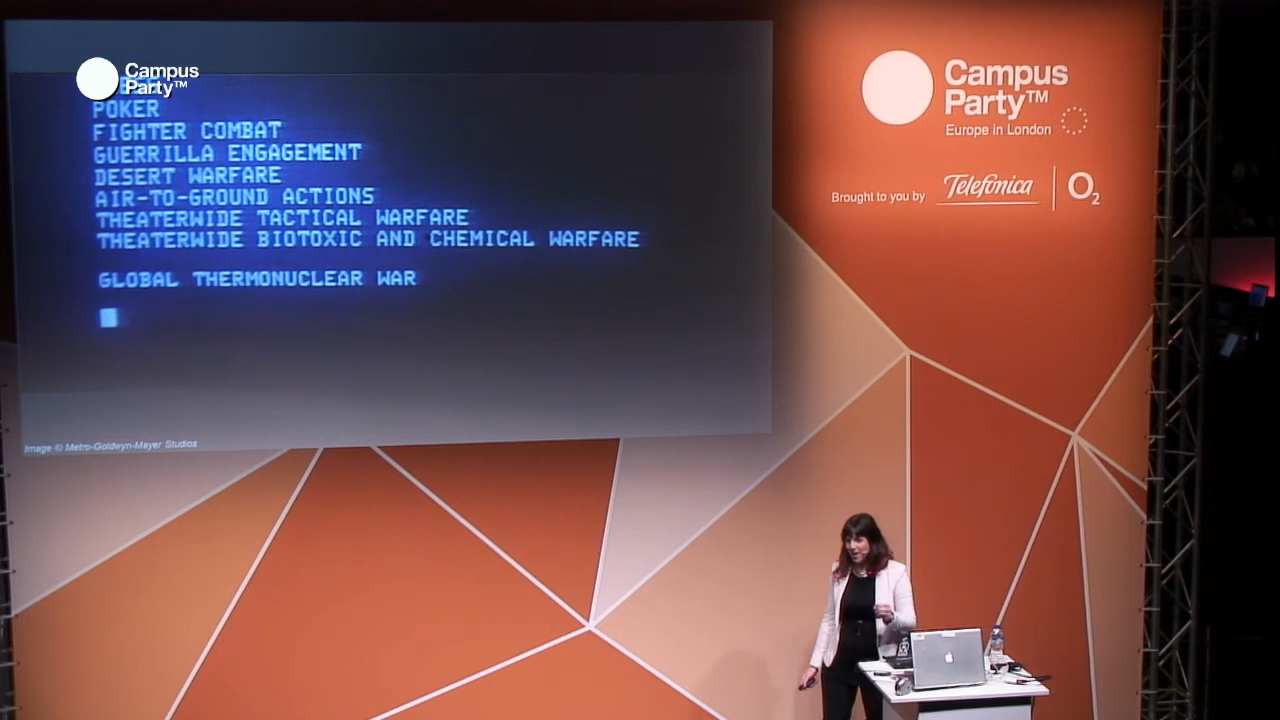 Campus
Party™
POKER
FIGHTER COMBAT
GUERRILLA ENGAGEMENT
DESERT WARFARE
AIR-TO-GROUND ACTIONS
THEATERWIDE TACTICAL WARFARE
THEATERWIDE BIOTOXIC AND CHEMICAL WARFARE
GLOBAL THERMONUCLEAR WAR
Image © Metro-Goldwyn-Mayer Studios
Campus
Party™
Europe in London
Brought to you by Telefónica O2